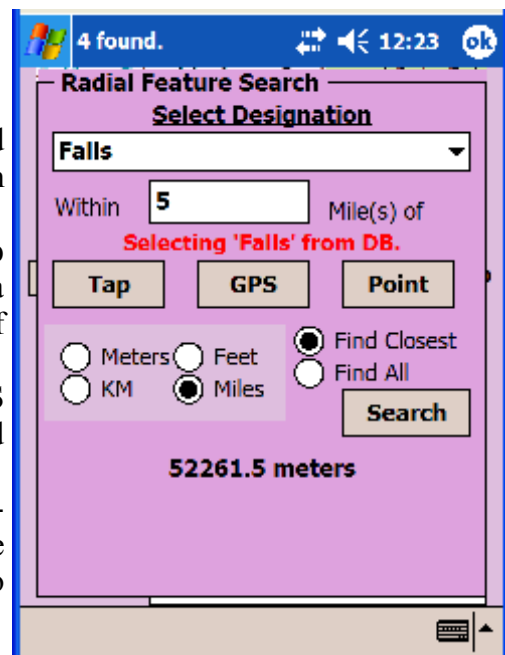 4 found. 12:23 ok
Radial Feature Search
Select Designation
Falls
Within 5 Mile(s) of
Selecting 'Falls' from DB.
Tap GPS Point
Meters Feet Find Closest
KM Miles Find All
Search
52261.5 meters